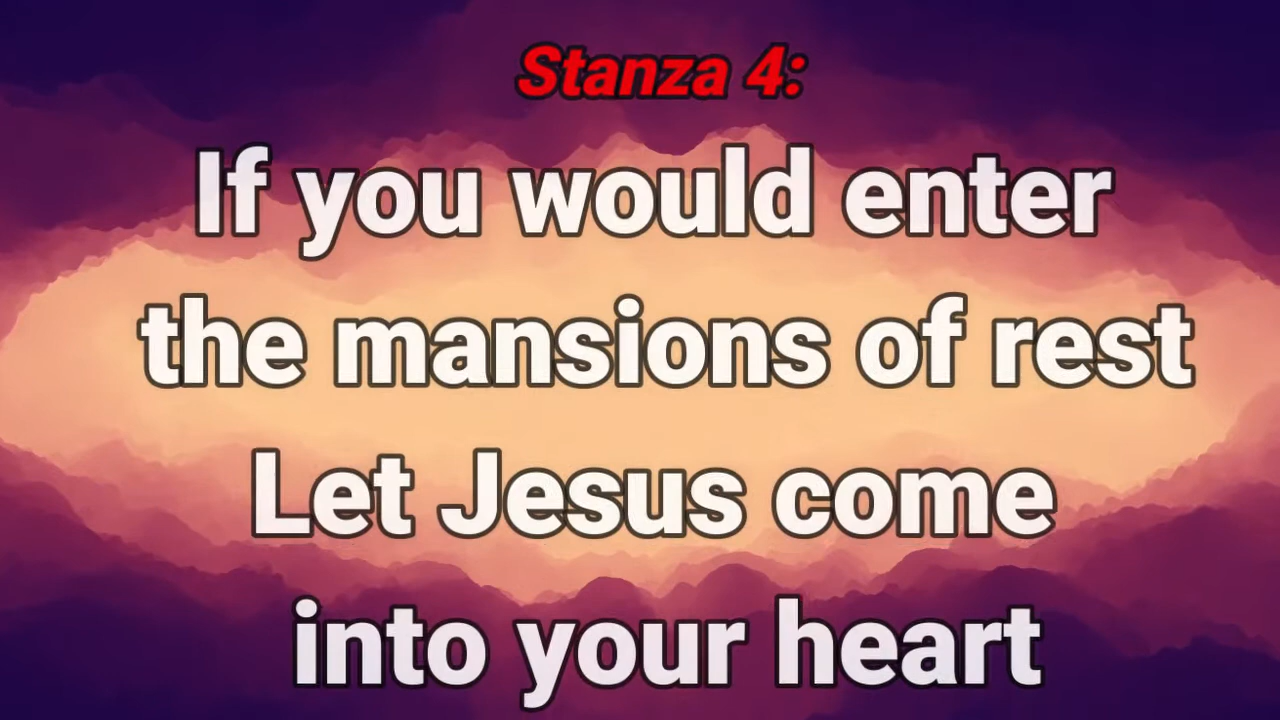 Stanza 4:
If you would enter
the mansions of rest
Let Jesus come
into your heart